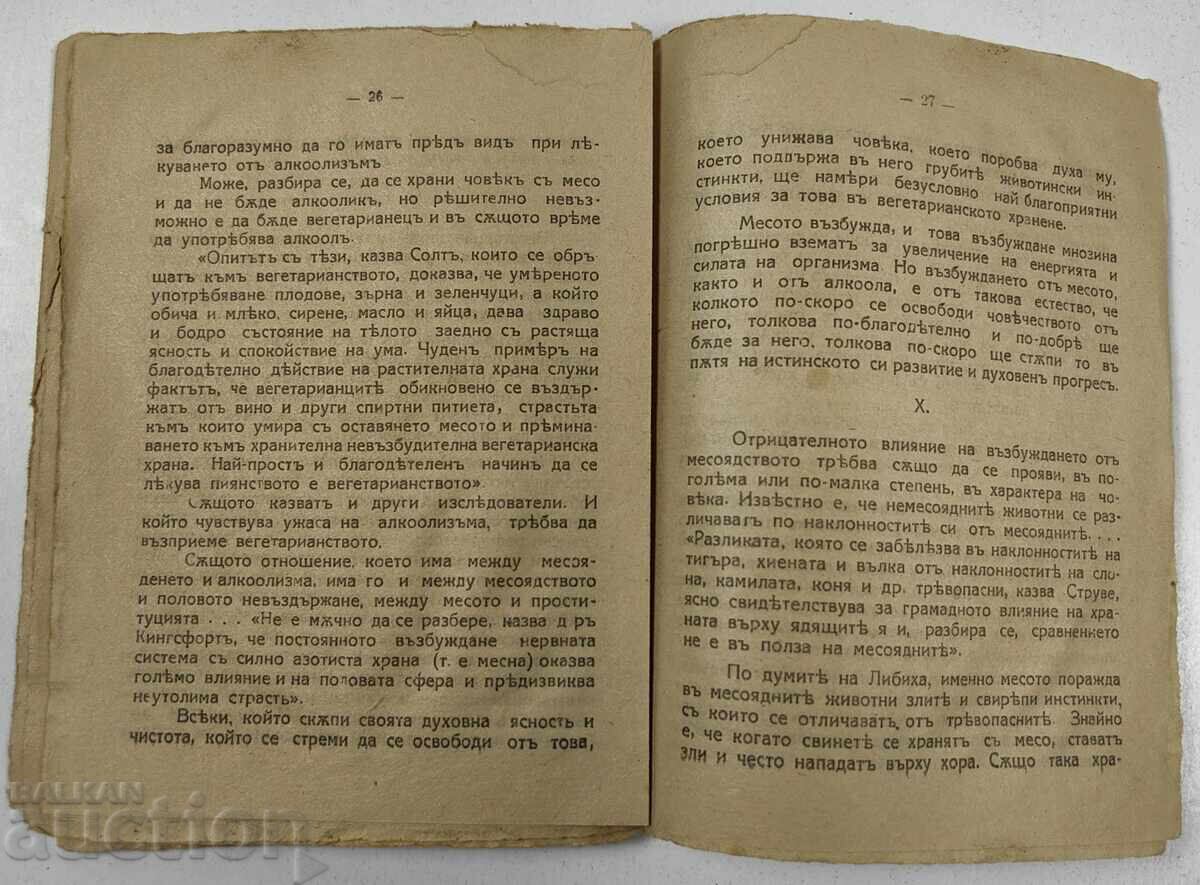 — 26 —
за благоразумно да го иматъ прѣдъ видъ при лѣ-
куването отъ алкоолизъмъ
Може, разбира се, да се храни човѣкъ съ месо
и да не бѫде алкооликъ, но рѣшително невъз-
можно е да бѫде вегетарианецъ и въ сѫщото врѣме
да употрѣбява алкоолъ.
«Опитътъ съ тѣзи, казва Солтъ, които се обръ-
щатъ къмъ вегетарианството, доказва, че умѣреното
употрѣбяване плодове, зърна и зеленчуци, а който
обича и млѣко, сирене, масло и яйца, дава здраво
и бодро състояние на тѣлото заедно съ растяща
ясность и спокойствие на ума. Чуденъ примѣръ на
благодѣтелно дѣйствие на растителната храна служи
фактътъ, че вегетарианцитѣ обикновено се въздър-
жатъ отъ вино и други спиртни питиета, страстьта
къмъ които умира съ оставянето месото и прѣмина-
ването къмъ хранителна невъзбудителна вегетарианска
храна. Най-простъ и благодѣтеленъ начинъ да се
лѣкува пиянството е вегетарианството».
Сѫщото казватъ и други изслѣдователи. И
който чувствува ужаса на алкоолизъма, трѣбва да
възприеме вегетарианството.
Сѫщото отношение, което има между месоя-
денето и алкоолизма, има го и между месоядството
и половото невъздържане, между месото и прости-
туцията . . . «Не е мѫчно да се разбере, назва д ръ
Кингсфортъ, че постоянното възбуждане нервната
система съ силно азотиста храна (т. е месна) оказва
голѣмо влияние и на половата сфера и прѣдизвиква
неутолима страсть».
Всѣки, който скѫпи своята духовна ясность и
чистота, който се стреми да се освободи отъ това,
— 27 —
което унижава човѣка, което поробва духа му,
което поддържа въ него грубитѣ животински ин-
стинкти, ще намѣри безусловно най благоприятни
условия за това въ вегетарианското хранене.
Месото възбужда, и това възбуждане мнозина
погрѣшно взематъ за увеличение на енергията и
силата на организма. Но възбуждането отъ месото,
както и отъ алкоола, е отъ такова естество, че
колкото по-скоро се освободи човѣчеството отъ
него, толкова по-благодѣтелно и по-добрѣ ще
бѫде за него, толкова по-скоро ще стѫпи то въ
пѫтя на истинското си развитие и духовенъ прогресъ.
X.
Отрицателното влияние на възбуждането отъ
месоядството трѣбва сѫщо да се прояви, въ по-
голѣма или по-малка степень, въ характера на чо-
вѣка. Извѣстно е, че немесояднитѣ животни се раз-
личаватъ по наклонноститѣ си отъ месояднитѣ. . . .
«Разликата, която се забѣлѣзва въ наклонноститѣ на
тигъра, хиената и вълка отъ наклонноститѣ на сло-
на, камилата, коня и др. трѣвопасни, казва Струве,
ясно свидѣтелствува за грамадното влияние на хра-
ната върху ядящитѣ я и, разбира се, сравнението
не е въ полза на месояднитѣ».
По думитѣ на Либиха, именно месото поражда
въ месояднитѣ животни злитѣ и свирѣпи инстинкти,
съ които се отличаватъ отъ трѣвопаснитѣ. Знайно
е, че когато свинетѣ се хранятъ съ месо, ставатъ
зли и често нападатъ върху хора. Сѫщо така хра-
BALKAN
auction